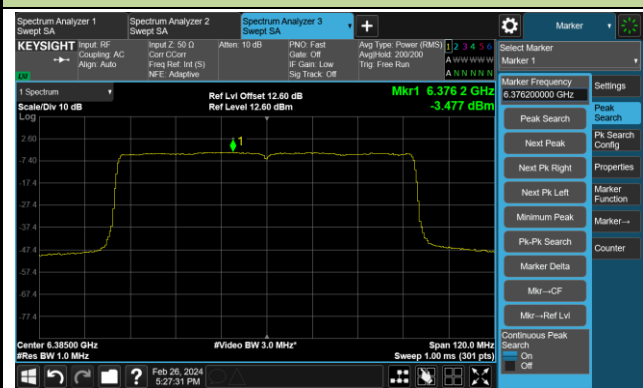 Spectrum Analyzer 1
Swept SA
Spectrum Analyzer 2
Swept SA
Spectrum Analyzer 3
Swept SA
Marker
KEYSIGHT
Input: RF
Coupling: AC
Align: Auto
Input Z: 50 Ω
Corr CCorr
Freq Ref: Int (S)
NFE: Adaptive
Atten: 10 dB
PNO: Fast
Gate: Off
IF Gain: Low
Sig Track: Off
Avg Type: Power (RMS)
Avg|Hold: 200/200
Trig: Free Run
1 2 3 4 5 6
A W W W W W
A N N N N N
LVI
Select Marker
Marker 1
1 Spectrum
Scale/Div 10 dB
Ref Lvl Offset 12.60 dB
Ref Level 12.60 dBm
Mkr1 6.376 2 GHz
-3.477 dBm
Log
2.60
-7.40
-17.4
-27.4
-37.4
-47.4
-57.4
-67.4
-77.4
1
Center 6.38500 GHz
#Res BW 1.0 MHz
#Video BW 3.0 MHz*
Span 120.0 MHz
Sweep 1.00 ms (301 pts)
Marker Frequency
6.376200000 GHz
Peak Search
Next Peak
Next Pk Right
Next Pk Left
Minimum Peak
Pk-Pk Search
Marker Delta
Mkr→CF
Mkr→Ref Lvl
Continuous Peak
Search
On
Off
Settings
Peak
Search
Pk Search
Config
Properties
Marker
Function
Marker→
Counter
Feb 26, 2024
5:27:31 PM